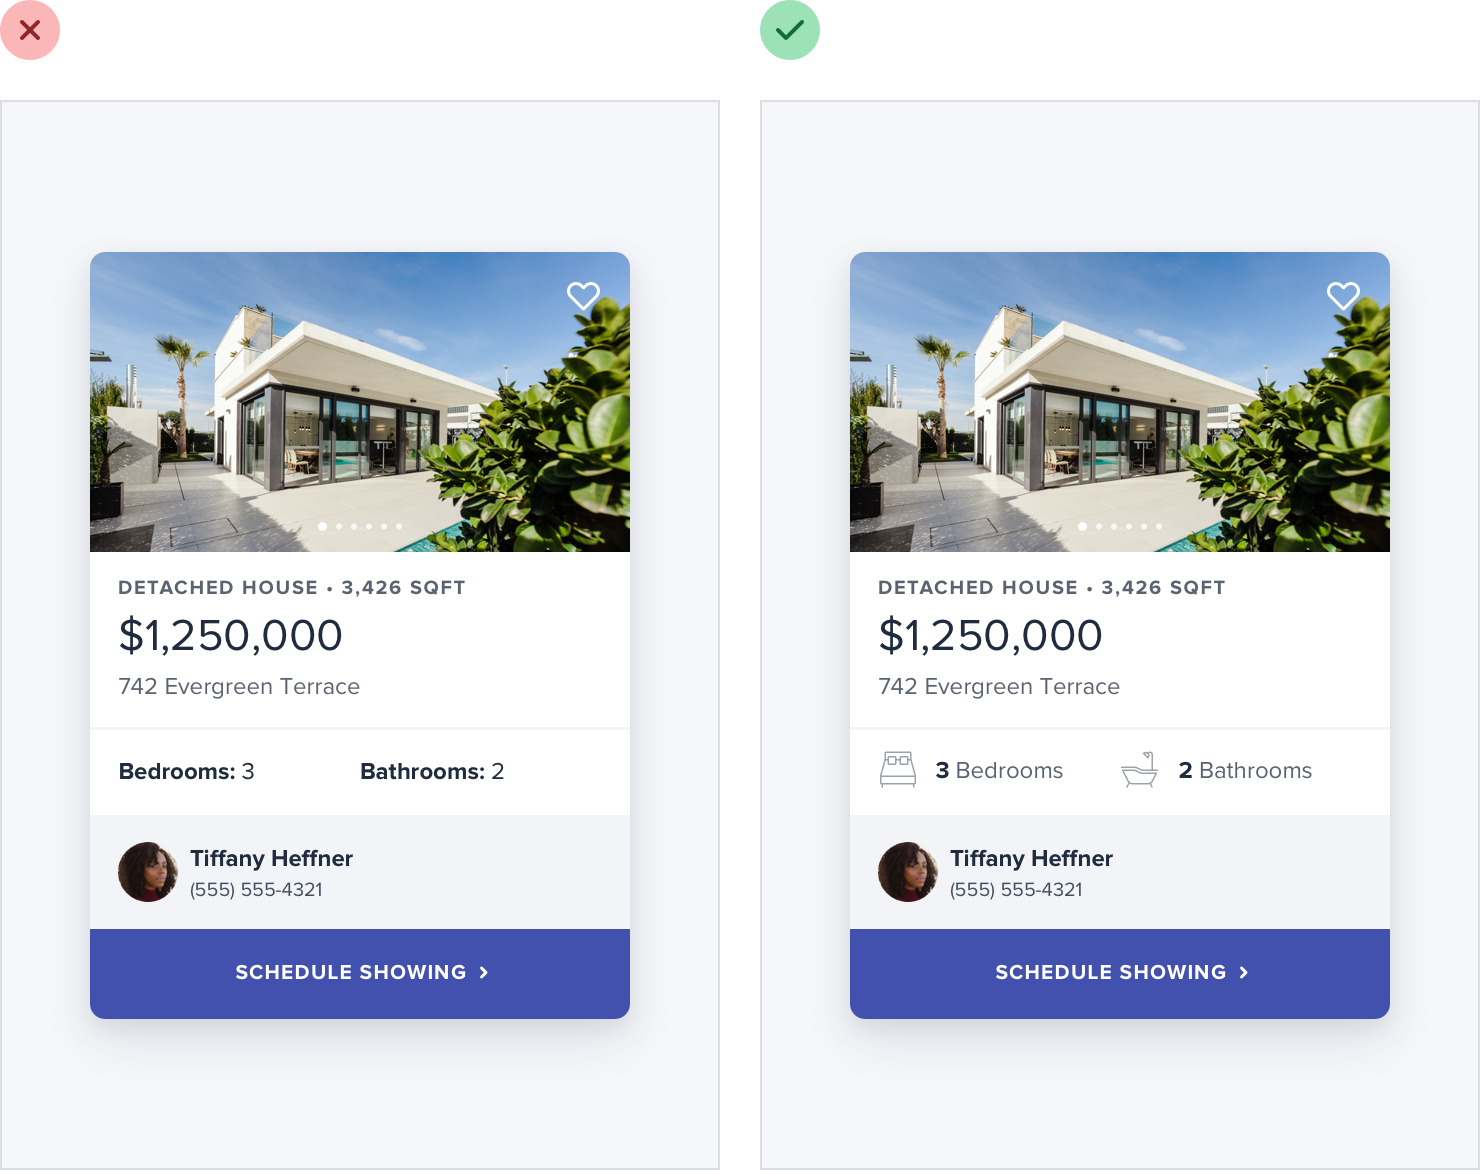 DETACHED HOUSE • 3,426 SQFT
$1,250,000
742 Evergreen Terrace
Bedrooms: 3 Bathrooms: 2
Tiffany Heffner
(555) 555-4321
SCHEDULE SHOWING ›
DETACHED HOUSE • 3,426 SQFT
$1,250,000
742 Evergreen Terrace
3 Bedrooms 2 Bathrooms
Tiffany Heffner
(555) 555-4321
SCHEDULE SHOWING ›